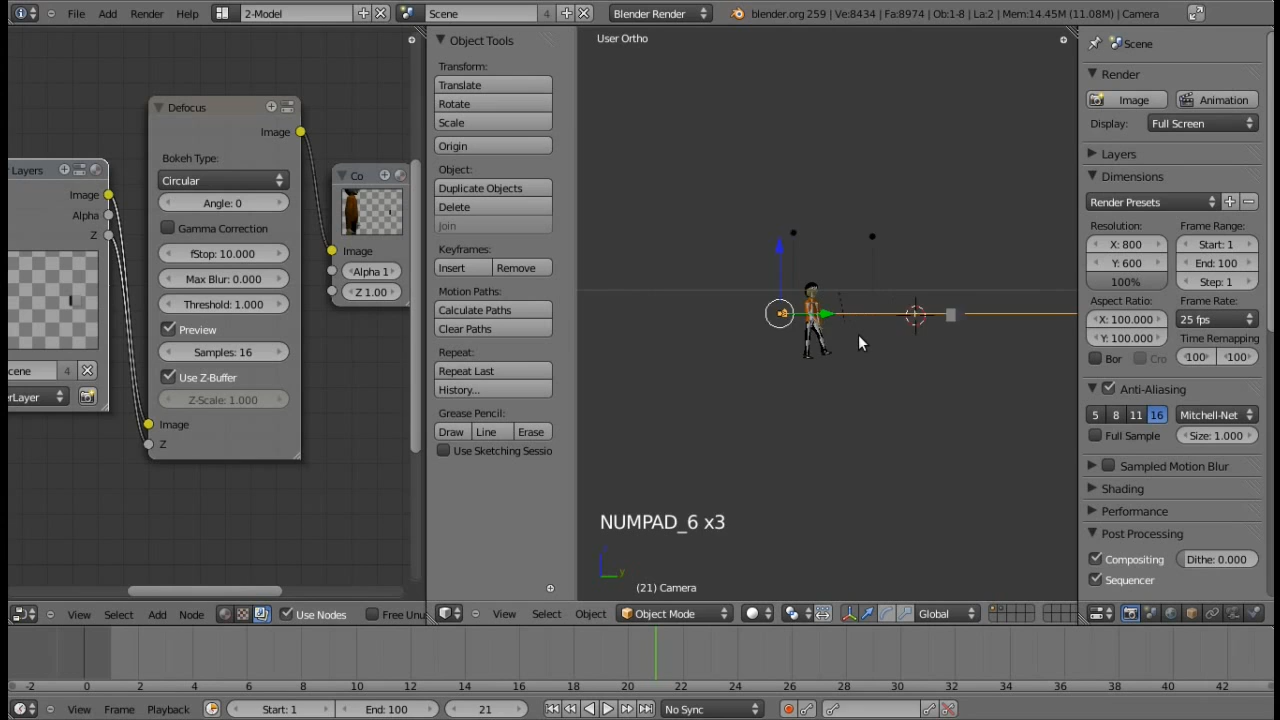 File Add Render Help 2-Model Scene 4 Blender Render blender.org 259 | Ve:8434 | Fa:8974 | Ob:1-8 | La:2 | Mem:14.45M (11.08M) | Camera
Layers
Image
Alpha
Z
cene 4
erLayer
Defocus
Image
Bokeh Type:
Circular
Angle: 0
Gamma Correction
fStop: 10.000
Max Blur: 0.000
Threshold: 1.000
Preview
Samples: 16
Use Z-Buffer
Z-Scale: 1.000
Image
Z
Co
Image
Alpha 1
Z 1.00
View Select Add Node Use Nodes Free Unu
Object Tools
Transform:
Translate
Rotate
Scale
Origin
Object:
Duplicate Objects
Delete
Join
Keyframes:
Insert Remove
Motion Paths:
Calculate Paths
Clear Paths
Repeat:
Repeat Last
History...
Grease Pencil:
Draw Line Erase
Use Sketching Sessio
User Ortho
NUMPAD_6 x3
y
(21) Camera
View Select Object Object Mode Global
Scene
Render
Image Animation
Display: Full Screen
Layers
Dimensions
Render Presets
Resolution: Frame Range:
X: 800 Start: 1
Y: 600 End: 100
100% Step: 1
Aspect Ratio: Frame Rate:
X: 100.000 25 fps
Y: 100.000 Time Remapping
Bor Cro 100 100
Anti-Aliasing
5 8 11 16 Mitchell-Net
Full Sample Size: 1.000
Sampled Motion Blur
Shading
Performance
Post Processing
Compositing Dithe: 0.000
Sequencer
-2 0 2 4 6 8 10 12 14 16 18 20 22 24 26 28 30 32 34 36 38 40 42
View Frame Playback Start: 1 End: 100 21 No Sync